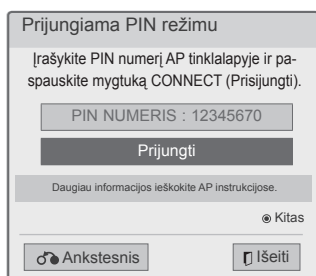 Prijungiama PIN režimu
Įrašykite PIN numerį AP tinklalapyje ir pa-
spauskite mygtuką CONNECT (Prisijungti).
PIN NUMERIS : 12345670
Prijungti
Daugiau informacijos ieškokite AP instrukcijose.
Kitas
Ankstesnis
Išeiti